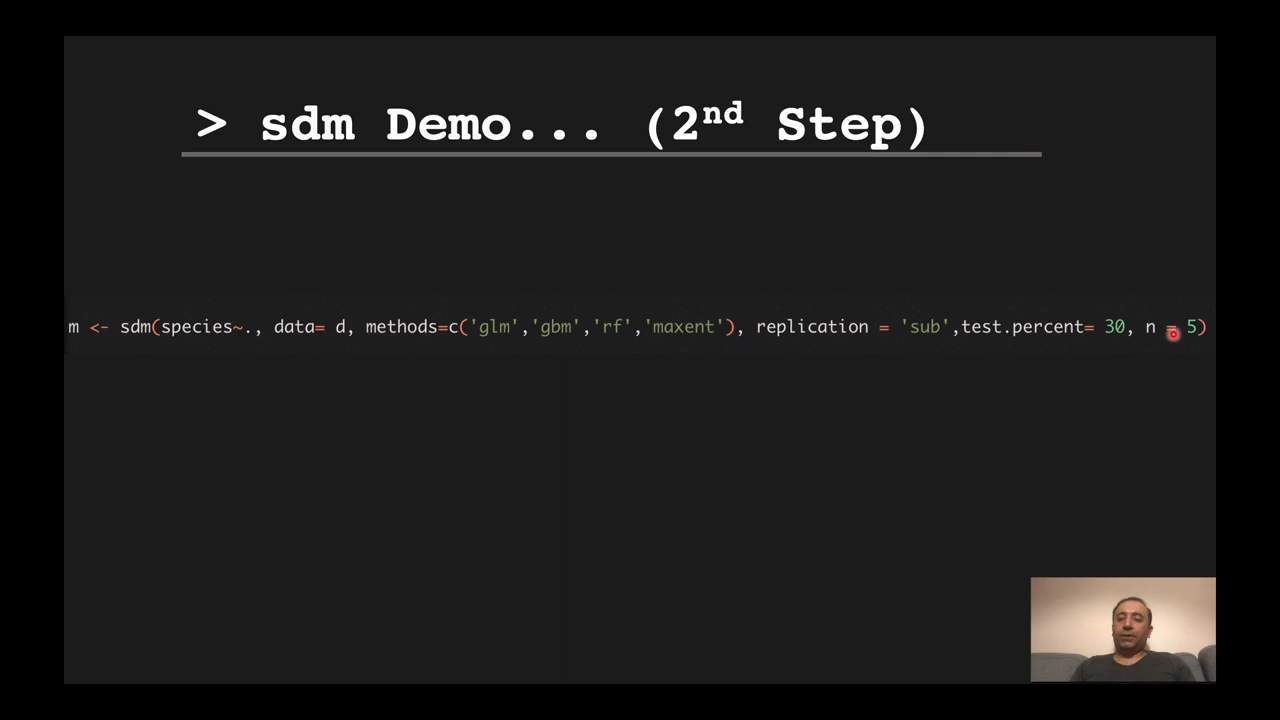 > sdm Demo... (2nd Step)
m <- sdm(species~., data= d, methods=c('glm','gbm','rf','maxent'), replication = 'sub',test.percent= 30, n = 5)